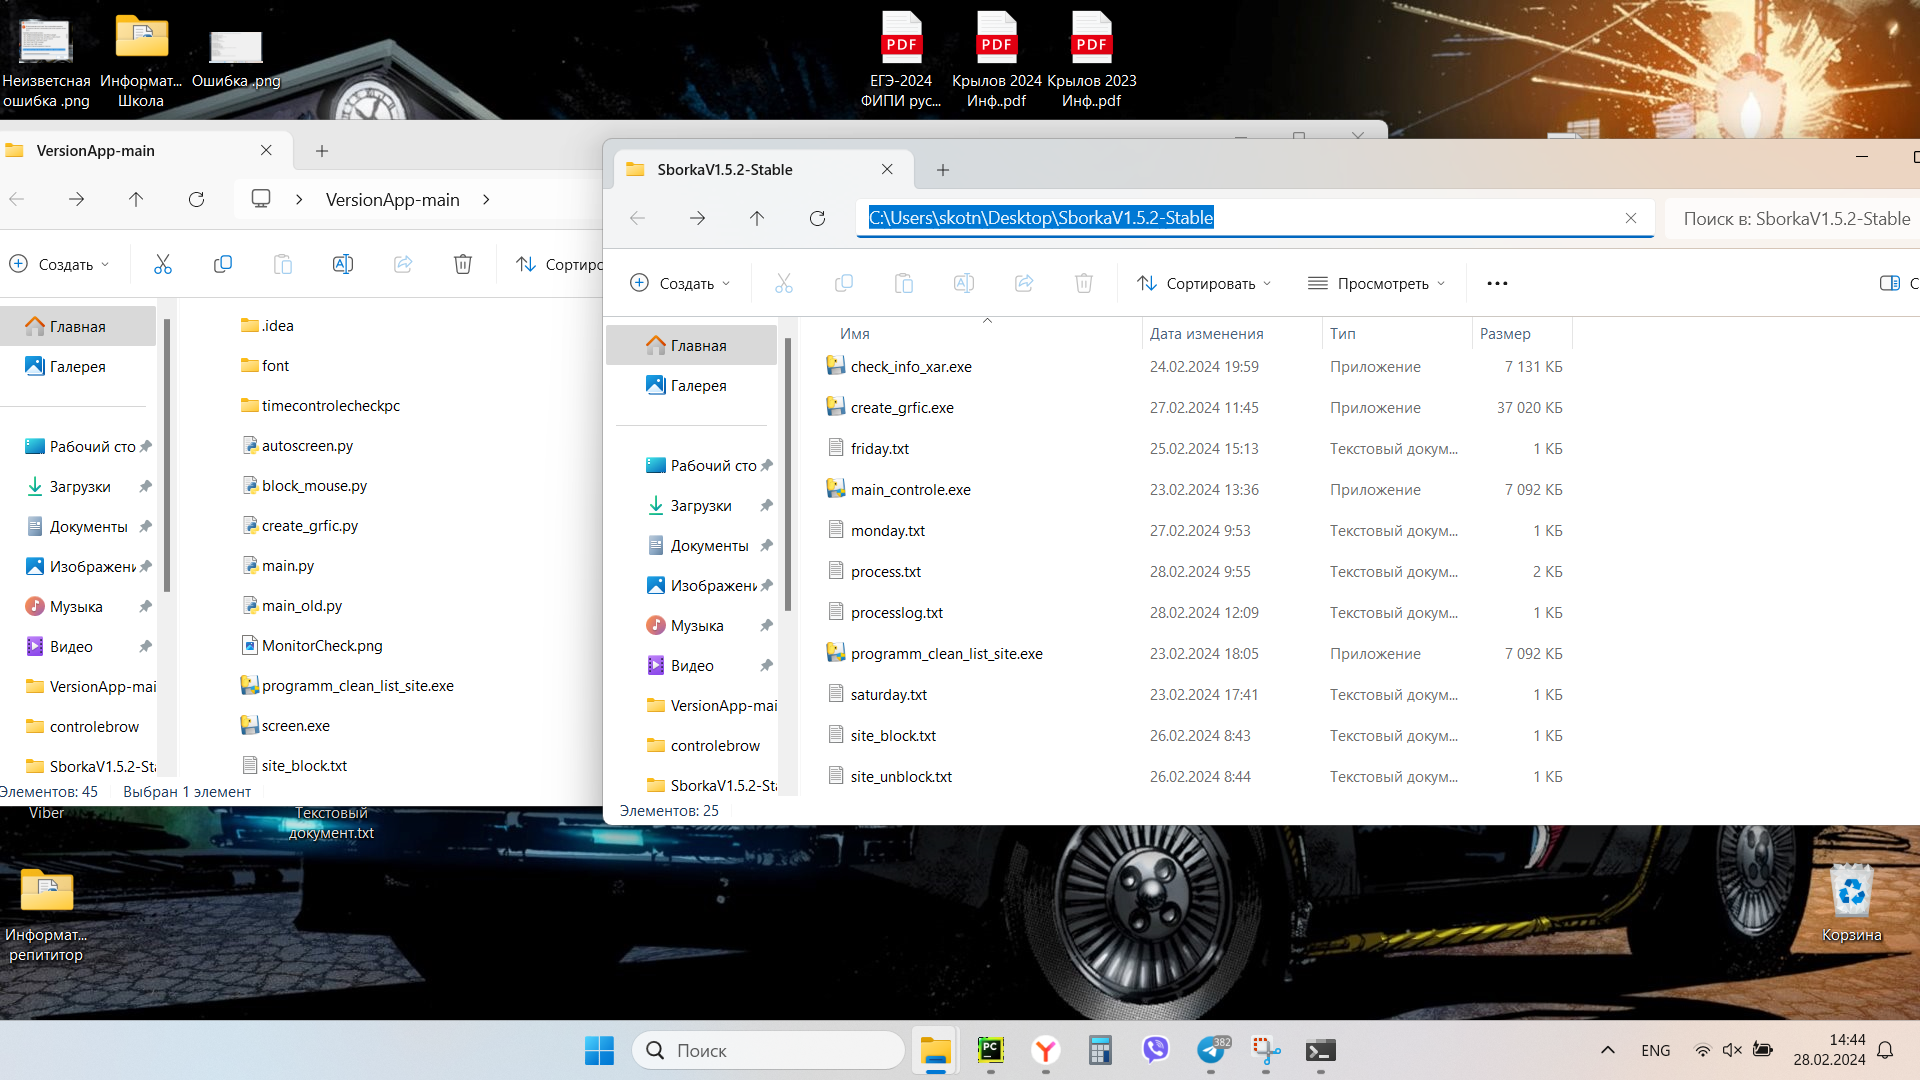 Неизветсная
ошибка .png
Информат...
Школа
Ошибка .png
PDF
ЕГЭ-2024
ФИПИ рус...
PDF
Крылов 2024
Инф..pdf
PDF
Крылов 2023
Инф..pdf
VersionApp-main
VersionApp-main
Создать
Сортиро
Главная
Галерея
Рабочий сто
Загрузки
Документы
Изображени
Музыка
Видео
VersionApp-mai
controlebrow
SborkaV1.5.2-Sta
.idea
font
timecontrolecheckpc
autoscreen.py
block_mouse.py
create_grfic.py
main.py
main_old.py
MonitorCheck.png
programm_clean_list_site.exe
screen.exe
site_block.txt
Элементов: 45
Выбран 1 элемент
SborkaV1.5.2-Stable
C:\Users\skotn\Desktop\SborkaV1.5.2-Stable
Поиск в: SborkaV1.5.2-Stable
Создать
Сортировать
Просмотреть
С
Главная
Галерея
Рабочий сто
Загрузки
Документы
Изображени
Музыка
Видео
VersionApp-mai
controlebrow
SborkaV1.5.2-Sta
Имя Дата изменения Тип Размер
check_info_xar.exe 24.02.2024 19:59 Приложение 7 131 КБ
create_grfic.exe 27.02.2024 11:45 Приложение 37 020 КБ
friday.txt 25.02.2024 15:13 Текстовый докум... 1 КБ
main_controle.exe 23.02.2024 13:36 Приложение 7 092 КБ
monday.txt 27.02.2024 9:53 Текстовый докум... 1 КБ
process.txt 28.02.2024 9:55 Текстовый докум... 2 КБ
processlog.txt 28.02.2024 12:09 Текстовый докум... 1 КБ
programm_clean_list_site.exe 23.02.2024 18:05 Приложение 7 092 КБ
saturday.txt 23.02.2024 17:41 Текстовый докум... 1 КБ
site_block.txt 26.02.2024 8:43 Текстовый докум... 1 КБ
site_unblock.txt 26.02.2024 8:44 Текстовый докум... 1 КБ
Элементов: 25
Viber
Текстовый
документ.txt
Информат...
репититор
Корзина
Поиск
PC
382
ENG
14:44
28.02.2024